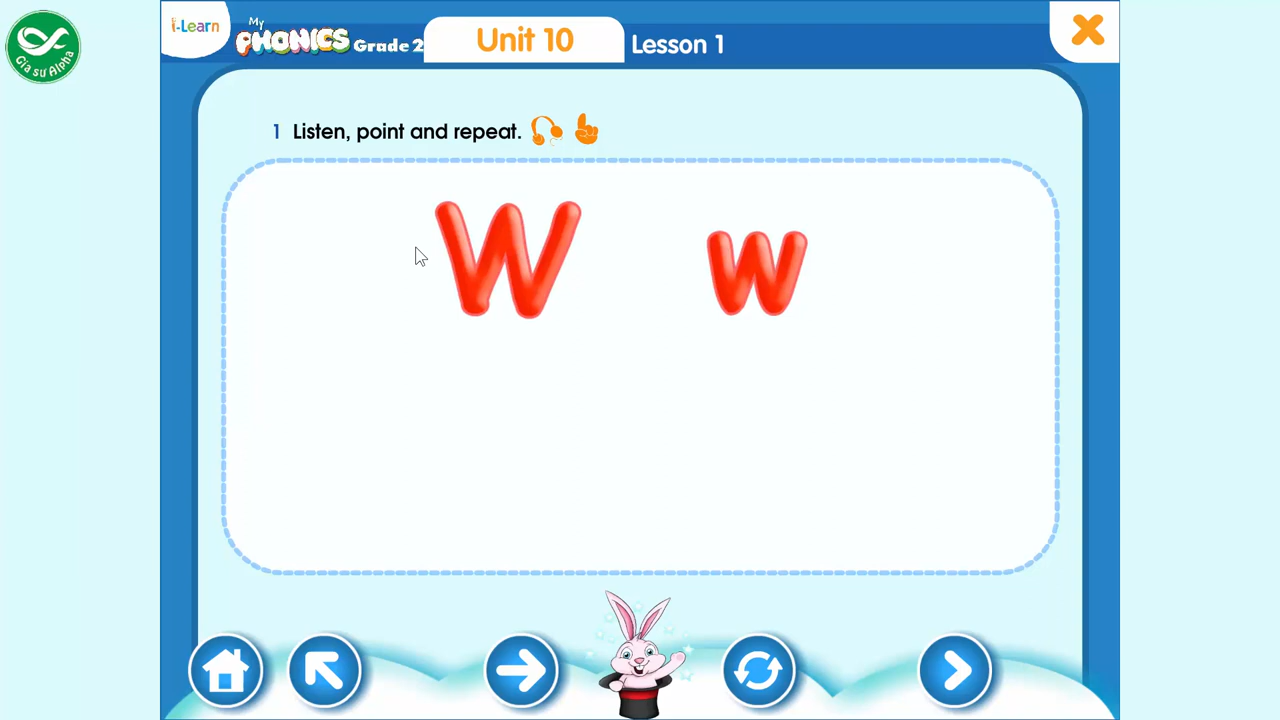 Gia sư Alpha
i-Learn
My
PHONICS Grade 2
Unit 10
Lesson 1
1 Listen, point and repeat.
W w